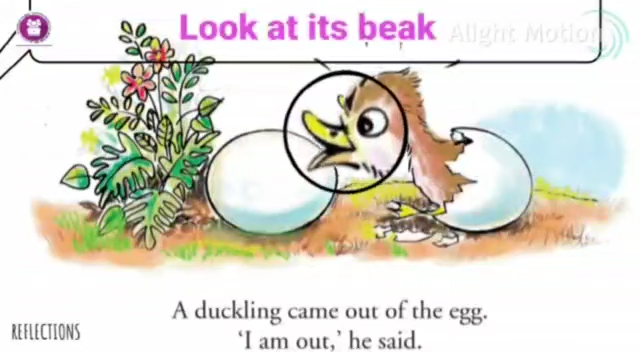 Look at its beak
Alight Motion
A duckling came out of the egg.
'I am out,' he said.
REFLECTIONS